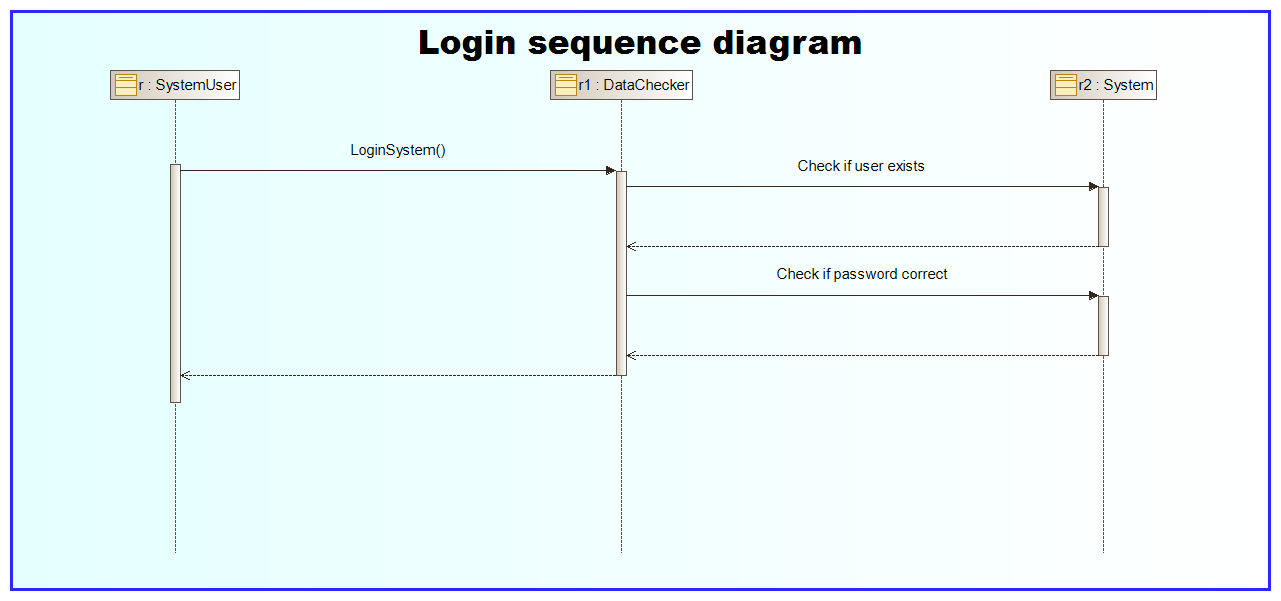 Login sequence diagram
r : SystemUser
r1 : DataChecker
r2 : System
LoginSystem()
Check if user exists
Check if password correct